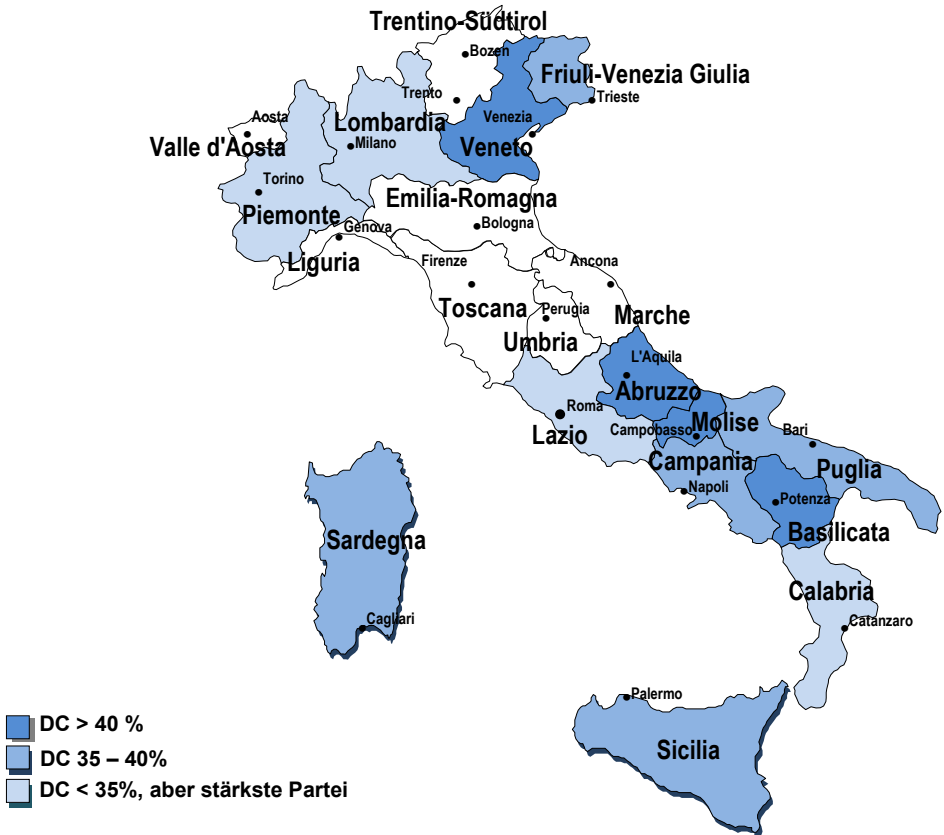 Trentino-Südtirol
Bozen
Friuli-Venezia Giulia
Trento
Trieste
Aosta
Lombardia
Venezia
Valle d'Aosta
Milano
Veneto
Torino
Emilia-Romagna
Piemonte
Genova
Bologna
Liguria
Firenze
Ancona
Toscana
Perugia
Marche
Umbria
L'Aquila
Abruzzo
Roma
Molise
Lazio
Campobasso
Bari
Campania
Puglia
Napoli
Potenza
Sardegna
Basilicata
Calabria
Cagliari
Catanzaro
Palermo
Sicilia
DC > 40 %
DC 35 – 40%
DC < 35%, aber stärkste Partei